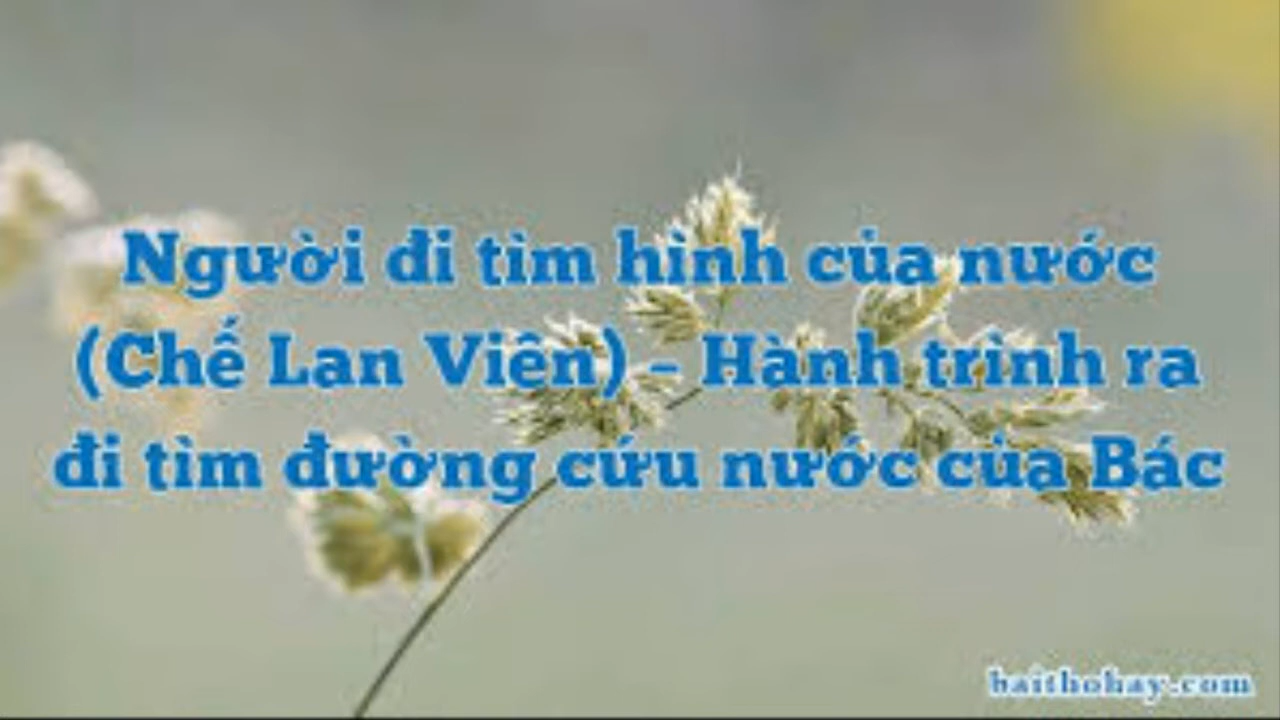 Người đi tìm hình của nước
(Chế Lan Viên) – Hành trình ra
đi tìm đường cứu nước của Bác
baithohay.com